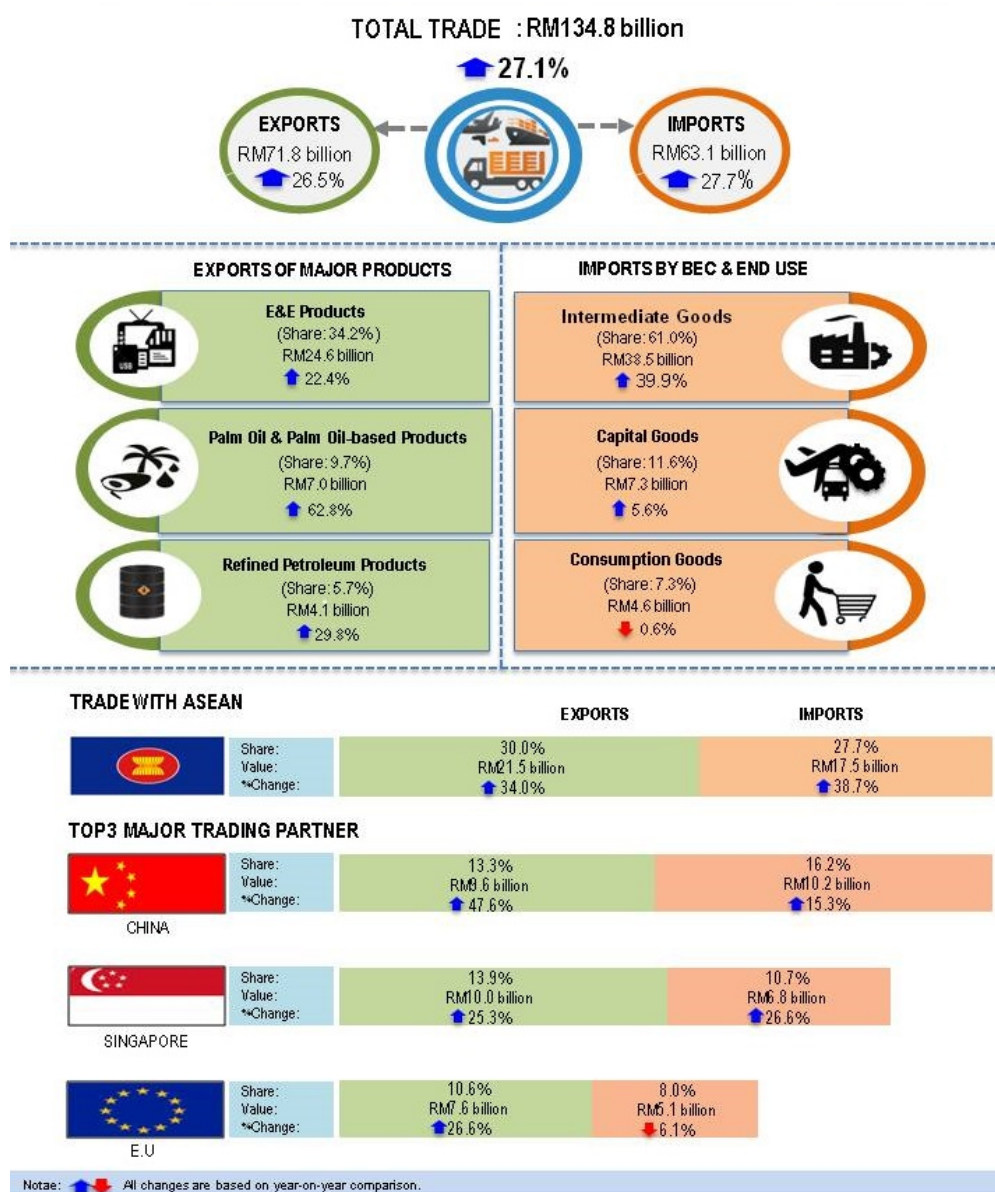 TOTAL TRADE : RM134.8 billion
27.1%
EXPORTS
RM71.8 billion
26.5%
IMPORTS
RM63.1 billion
27.7%
EXPORTS OF MAJOR PRODUCTS
E&E Products
(Share: 34.2%)
RM24.6 billion
22.4%
USB
Palm Oil & Palm Oil-based Products
(Share: 9.7%)
RM7.0 billion
62.8%
Refined Petroleum Products
(Share: 5.7%)
RM4.1 billion
29.8%
IMPORTS BY BEC & END USE
Intermediate Goods
(Share: 61.0%)
RM38.5 billion
39.9%
Capital Goods
(Share: 11.6%)
RM7.3 billion
5.6%
Consumption Goods
(Share: 7.3%)
RM4.6 billion
0.6%
TRADE WITH ASEAN
EXPORTS IMPORTS
Share: 30.0% 27.7%
Value: RM21.5 billion RM17.5 billion
%Change: 34.0% 38.7%
TOP3 MAJOR TRADING PARTNER
Share: 13.3% 16.2%
Value: RM9.6 billion RM10.2 billion
%Change: 47.6% 15.3%
CHINA
Share: 13.9% 10.7%
Value: RM10.0 billion RM6.8 billion
%Change: 25.3% 26.6%
SINGAPORE
Share: 10.6% 8.0%
Value: RM7.6 billion RM5.1 billion
%Change: 26.6% 6.1%
E.U
Notae: All changes are based on year-on-year comparison.